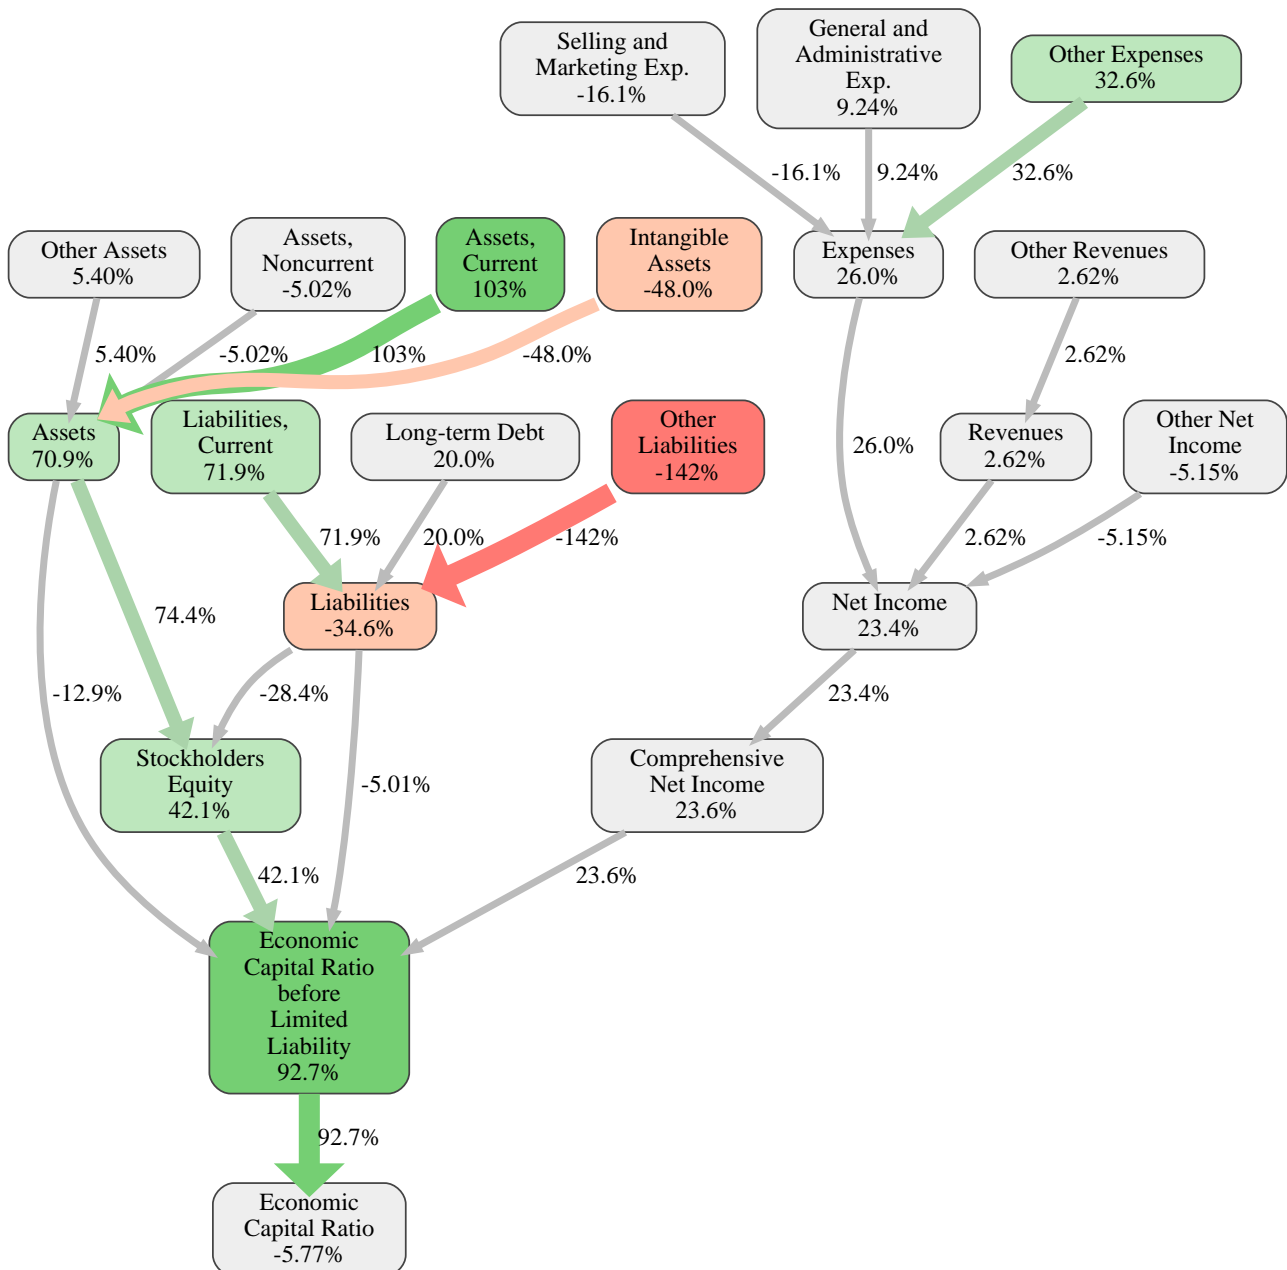 Selling and
Marketing Exp.
-16.1%
General and
Administrative
Exp.
9.24%
Other Expenses
32.6%
-16.1%
9.24%
32.6%
Other Assets
5.40%
Assets,
Noncurrent
-5.02%
Assets,
Current
103%
Intangible
Assets
-48.0%
Expenses
26.0%
Other Revenues
2.62%
5.40%
-5.02%
103%
-48.0%
2.62%
Assets
70.9%
Liabilities,
Current
71.9%
Long-term Debt
20.0%
Other
Liabilities
-142%
26.0%
Revenues
2.62%
Other Net
Income
-5.15%
71.9%
20.0%
-142%
2.62%
-5.15%
74.4%
Liabilities
-34.6%
Net Income
23.4%
-12.9%
-28.4%
23.4%
Stockholders
Equity
42.1%
-5.01%
Comprehensive
Net Income
23.6%
42.1%
23.6%
Economic
Capital Ratio
before
Limited
Liability
92.7%
92.7%
Economic
Capital Ratio
-5.77%